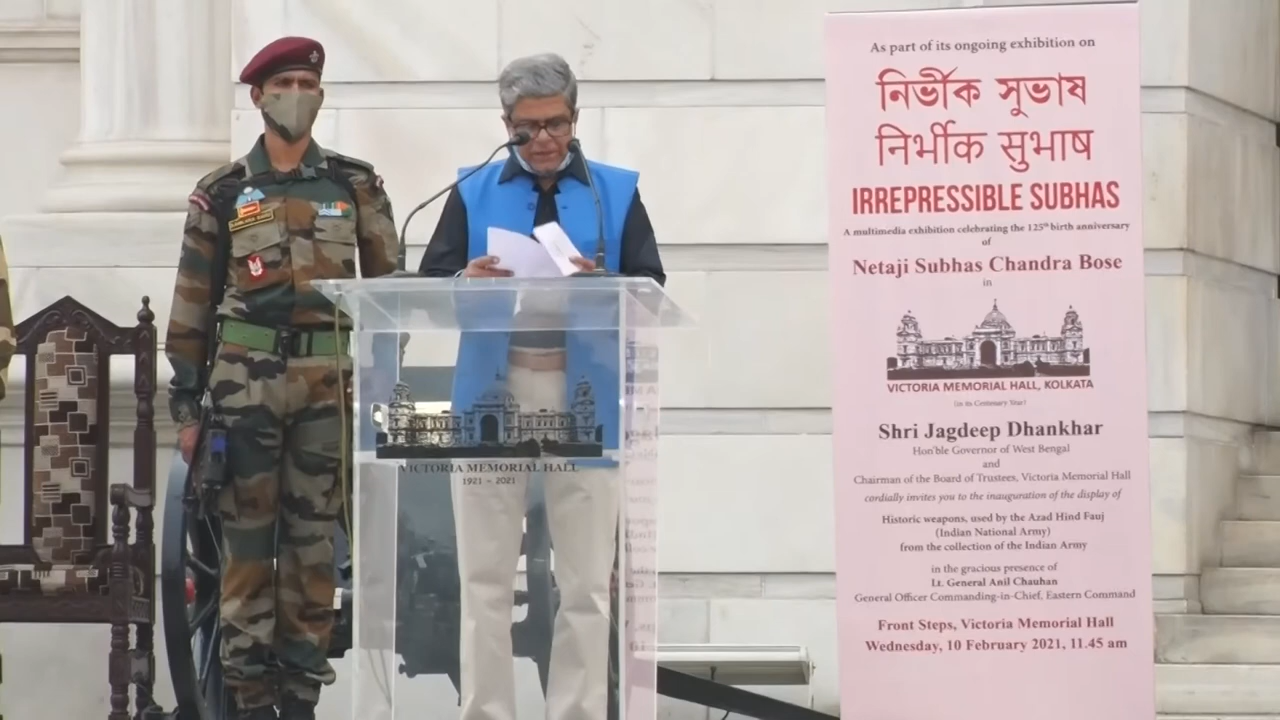 As part of its ongoing exhibition on
নির্ভীক সুভাষ
निर्भीक सुभाष
IRREPRESSIBLE SUBHAS
A multimedia exhibition celebrating the 125th birth anniversary
of
Netaji Subhas Chandra Bose
in
VICTORIA MEMORIAL HALL, KOLKATA
(in its Centenary Year)
Shri Jagdeep Dhankhar
Hon'ble Governor of West Bengal
and
Chairman of the Board of Trustees, Victoria Memorial Hall
cordially invites you to the inauguration of the display of
Historic weapons, used by the Azad Hind Fauj
(Indian National Army)
from the collection of the Indian Army
in the gracious presence of
Lt. General Anil Chauhan
General Officer Commanding-in-Chief, Eastern Command
Front Steps, Victoria Memorial Hall
Wednesday, 10 February 2021, 11.45 am
VICTORIA MEMORIAL HALL
1921 - 2021